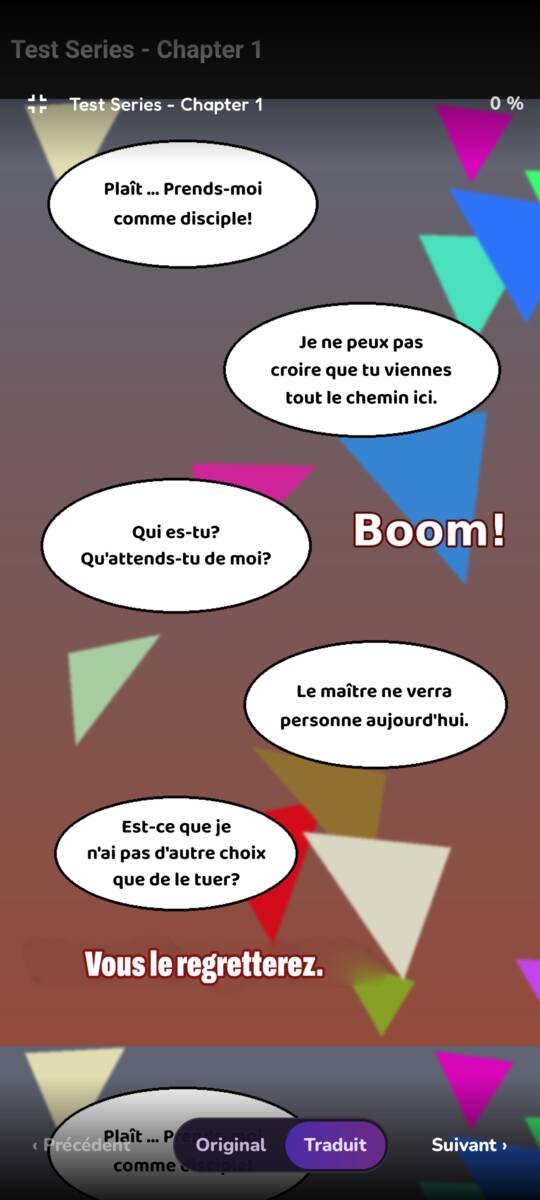 Test Series - Chapter 1
Test Series - Chapter 1
0 %
Plaît ... Prends-moi
comme disciple!
Je ne peux pas
croire que tu viennes
tout le chemin ici.
Qui es-tu?
Qu'attends-tu de moi?
Boom!
Le maître ne verra
personne aujourd'hui.
Est-ce que je
n'ai pas d'autre choix
que de le tuer?
Vous le regretterez.
Plaît ...
comme
‹ Précédent
Original
Traduit
Suivant ›